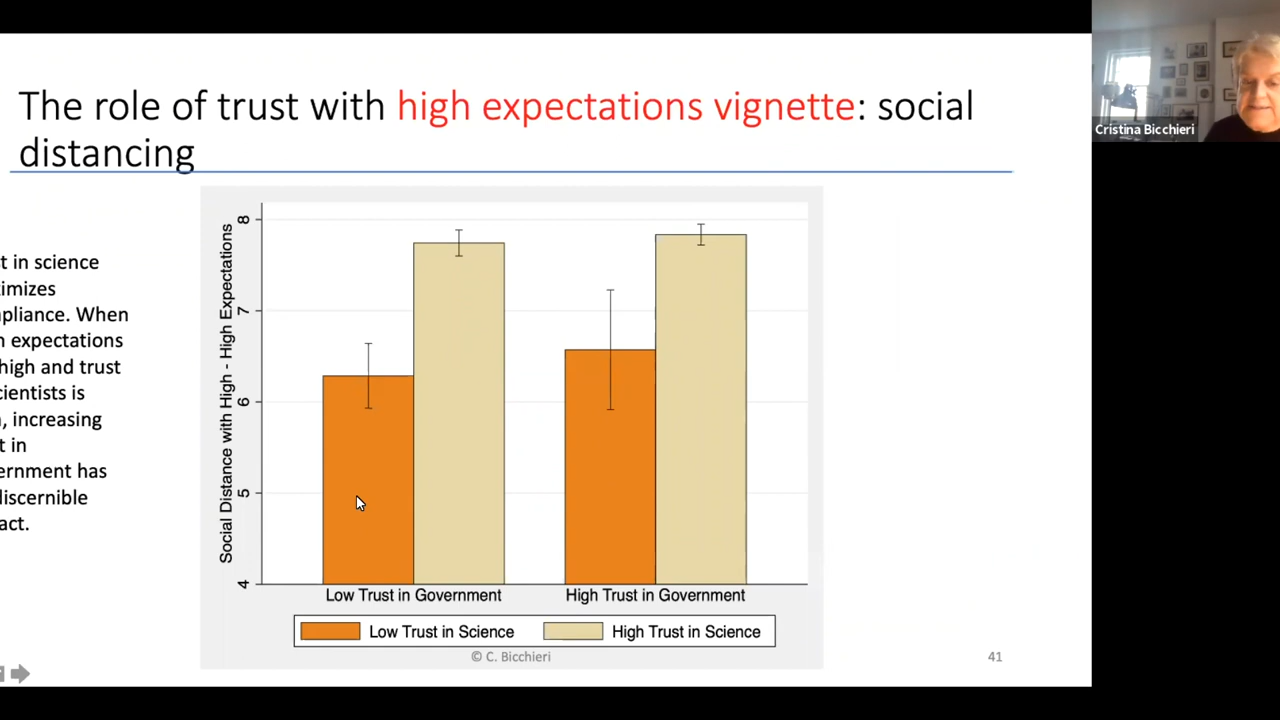 The role of trust with high expectations vignette: social
distancing
Cristina Bicchieri
t in science
imizes
pliance. When
n expectations
high and trust
cientists is
, increasing
t in
ernment has
discernible
act.
Social Distance with High - High Expectations
8
7
6
5
4
Low Trust in Government
High Trust in Government
Low Trust in Science
High Trust in Science
© C. Bicchieri
41